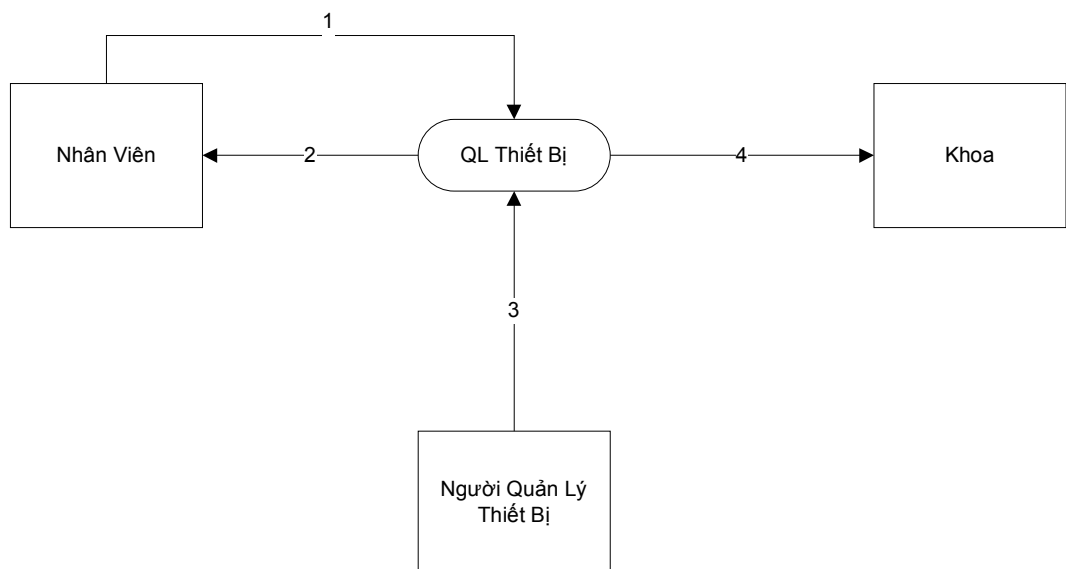 1
Nhân Viên
2
QL Thiết Bị
4
Khoa
3
Người Quản Lý
Thiết Bị